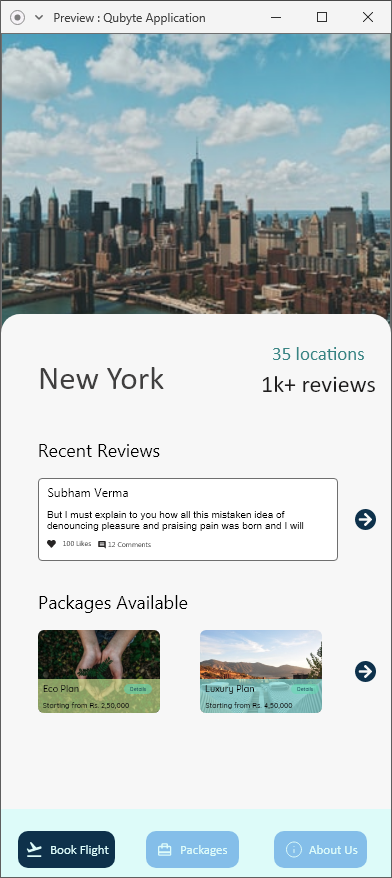 Preview : Qubyte Application
35 locations
New York
1k+ reviews
Recent Reviews
Subham Verma
But I must explain to you how all this mistaken idea of
denouncing pleasure and praising pain was born and I will
100 Likes 12 Comments
Packages Available
Eco Plan Details
Starting from Rs. 2,50,000
Luxury Plan Details
Starting from Rs. 4,50,000
Book Flight
Packages
About Us